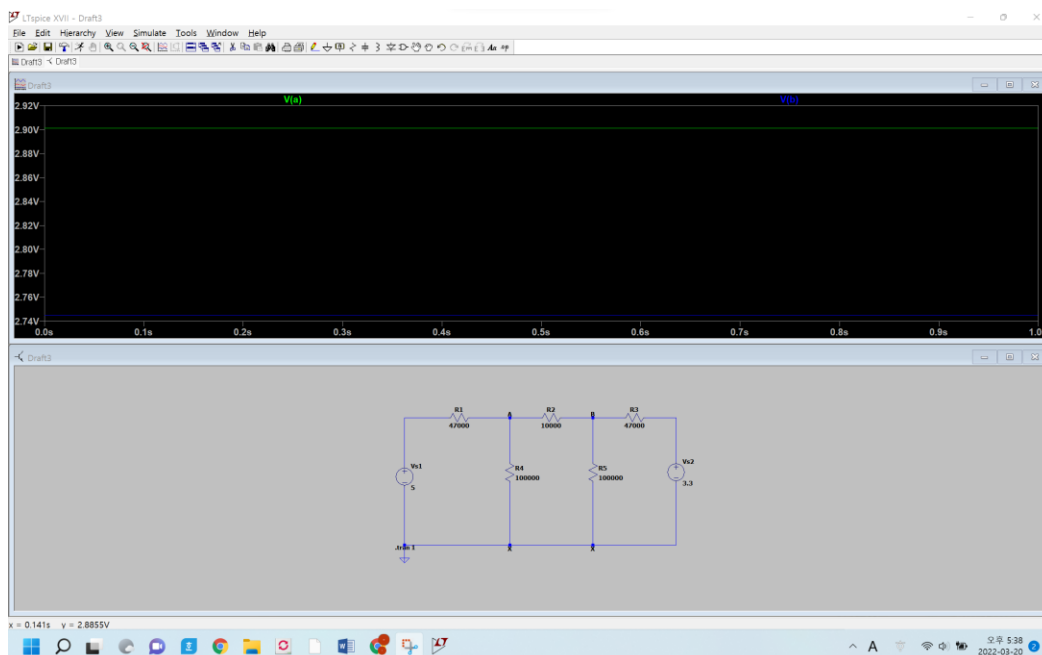 LTspice XVII - Draft3
File Edit Hierarchy View Simulate Tools Window Help
Draft3 Draft3
Draft3
V(a) V(b)
2.92V
2.90V
2.88V
2.86V
2.84V
2.82V
2.80V
2.78V
2.76V
2.74V
0.0s 0.1s 0.2s 0.3s 0.4s 0.5s 0.6s 0.7s 0.8s 0.9s 1.0
Draft3
R1 A R2 B R3
47000 10000 47000
Vs1 R4 R5 Vs2
5 100000 100000 3.3
.tran 1 X X
x = 0.141s y = 2.8855V
A 오후 5:38
2022-03-20 2